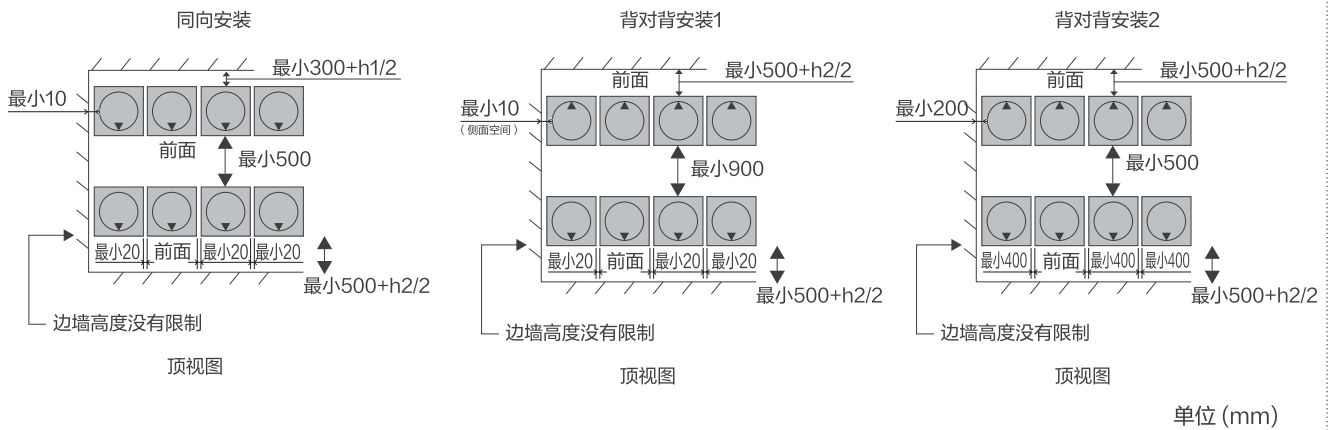 同向安装
最小300+h1/2
最小10
前面
最小500
最小20
前面
最小20
最小20
最小500+h2/2
边墙高度没有限制
顶视图
背对背安装1
前面
最小500+h2/2
最小10
（侧面空间）
最小900
最小20
前面
最小20
最小20
最小500+h2/2
边墙高度没有限制
顶视图
背对背安装2
前面
最小500+h2/2
最小200
最小500
最小400
前面
最小400
最小400
最小500+h2/2
边墙高度没有限制
顶视图
单位 (mm)